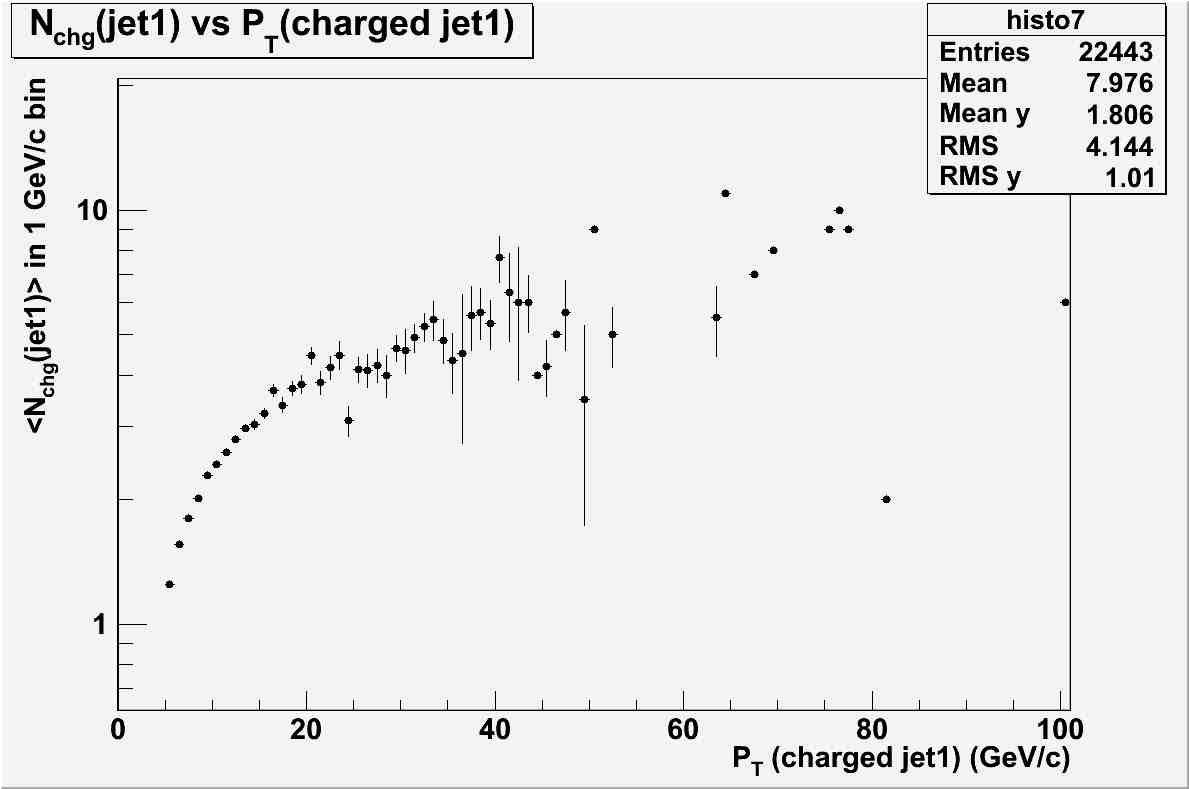 N_chg(jet1) vs P_T(charged jet1)
histo7
Entries 22443
Mean 7.976
Mean y 1.806
RMS 4.144
RMS y 1.01
<N_chg(jet1)> in 1 GeV/c bin
10
1
0 20 40 60 80 100
P_T (charged jet1) (GeV/c)